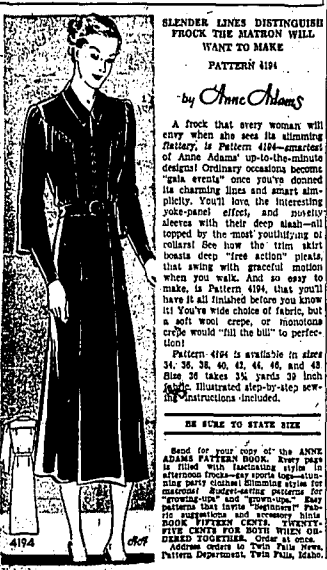 SLENDER LINES DISTINGUISH
FROCK THE MATRON WILL
WANT TO MAKE
PATTERN 4194
by Anne Adams
A frock that every woman will
envy when she sees its slimming
flattery, is Pattern 4194—smartest
of Anne Adams' up-to-the-minute
designs! Ordinary occasions become
"gala events" once you've donned
its charming lines and smart sim-
plicity. You'll love the interesting
yoke-panel effect, and novelty
sleeves with their deep slash—all
topped by the most youthifying of
collars! See how the trim skirt
boasts deep "free action" pleats,
that swing with graceful motion
when you walk. And so easy to
make, is Pattern 4194, that you'll
have it all finished before you know
it! You've wide choice of fabric, but
a soft wool crepe, or monotone
crepe would "fill the bill" to perfec-
tion!
Pattern 4194 is available in sizes
34, 36, 38, 40, 42, 44, 46, and 48.
Size 36 takes 3¾ yards 39 inch
fabric. Illustrated step-by-step sew-
ing instructions included.
BE SURE TO STATE SIZE
Send for your copy of the ANNE
ADAMS PATTERN BOOK. Every page
is filled with fascinating styles in
afternoon frocks—gay sports togs—stun-
ning party clothes! Slimming styles for
matrons! Budget-saving patterns for
"growing-ups" and "grown-ups." Easy
patterns that invite "Beginners!" Fab-
ric suggestions and accessory hints
BOOK FIFTEEN CENTS. TWENTY-
FIVE CENTS FOR BOTH WHEN OR-
DERED TOGETHER. Order at once.
Address orders to Twin Falls News,
Pattern Department, Twin Falls, Idaho.
4194